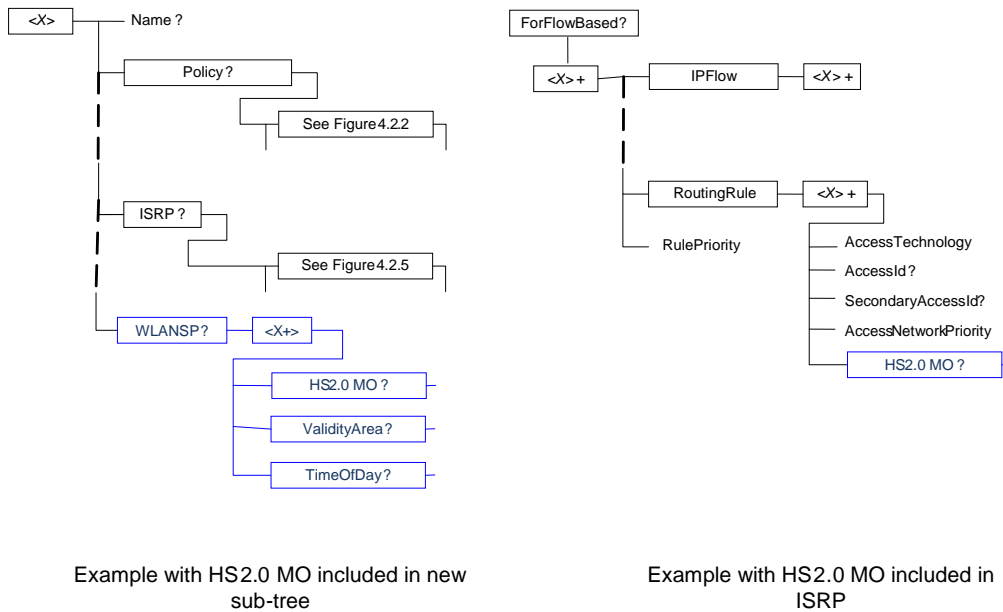 <X>
Name ?
Policy ?
See Figure 4.2.2
ISRP ?
See Figure 4.2.5
WLANSP?
<X+>
HS2.0 MO ?
ValidityArea ?
TimeOfDay ?
Example with HS2.0 MO included in new
sub-tree
ForFlowBased?
<X> +
IPFlow
<X> +
RoutingRule
<X> +
RulePriority
AccessTechnology
AccessId ?
SecondaryAccessId?
AccessNetworkPriority
HS2.0 MO ?
Example with HS2.0 MO included in
ISRP